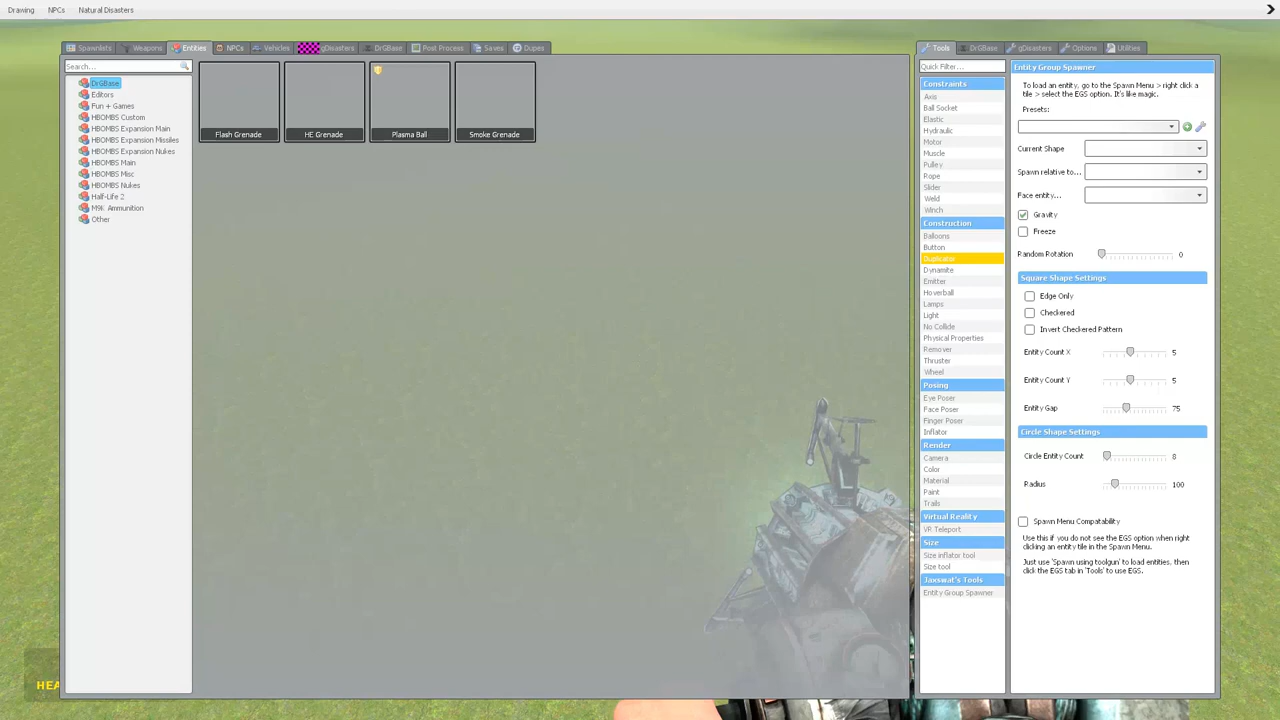 Drawing NPCs Natural Disasters
Spawnlists Weapons Entities NPCs Vehicles gDisasters DrGBase Post Process Saves Dupes
Search...
DrGBase
Editors
Fun + Games
HBOMBS Custom
HBOMBS Expansion Main
HBOMBS Expansion Missiles
HBOMBS Expansion Nukes
HBOMBS Main
HBOMBS Misc
HBOMBS Nukes
Half-Life 2
M9K Ammunition
Other
Flash Grenade HE Grenade Plasma Ball Smoke Grenade
Tools DrGBase gDisasters Options Utilities
Quick Filter...
Constraints
Axis
Ball Socket
Elastic
Hydraulic
Motor
Muscle
Pulley
Rope
Slider
Weld
Winch
Construction
Balloons
Button
Duplicator
Dynamite
Emitter
Hoverball
Lamps
Light
No Collide
Physical Properties
Remover
Thruster
Wheel
Posing
Eye Poser
Face Poser
Finger Poser
Inflator
Render
Camera
Color
Material
Paint
Trails
Virtual Reality
VR Teleport
Size
Size inflator tool
Size tool
Jaxswat's Tools
Entity Group Spawner
Entity Group Spawner
To load an entity, go to the Spawn Menu > right click a
tile > select the EGS option. It's like magic.
Presets:
Current Shape
Spawn relative to...
Face entity...
Gravity
Freeze
Random Rotation 0
Square Shape Settings
Edge Only
Checkered
Invert Checkered Pattern
Entity Count X 5
Entity Count Y 5
Entity Gap 75
Circle Shape Settings
Circle Entity Count 8
Radius 100
Spawn Menu Compatability
Use this if you do not see the EGS option when right
clicking an entity tile in the Spawn Menu.
Just use 'Spawn using toolgun' to load entities, then
click the EGS tab in 'Tools' to use EGS.
HEA